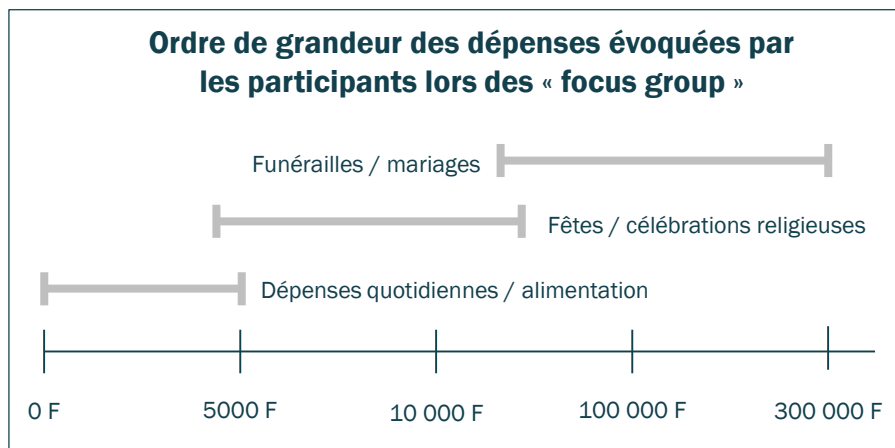 Ordre de grandeur des dépenses évoquées par
les participants lors des « focus group »
Funérailles / mariages
Fêtes / célébrations religieuses
Dépenses quotidiennes / alimentation
0 F
5000 F
10 000 F
100 000 F
300 000 F